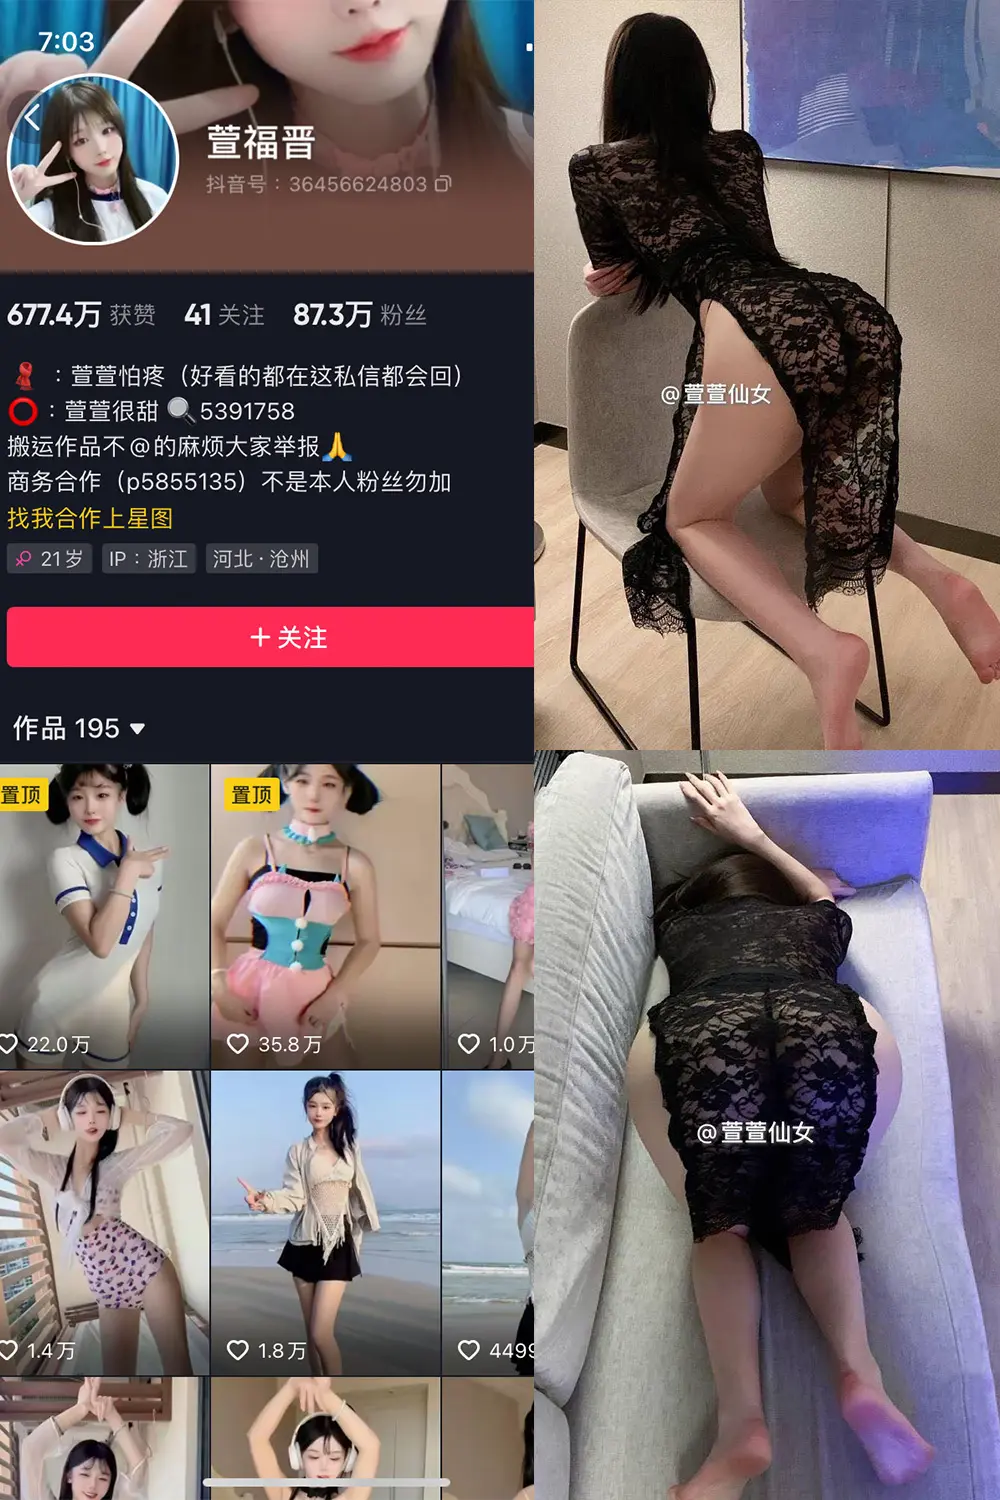 7:03
萱福晋
抖音号：36456624803
677.4万 获赞 41 关注 87.3万 粉丝
：萱萱怕疼（好看的都在这私信都会回）
：萱萱很甜 5391758
搬运作品不@的麻烦大家举报
商务合作（p5855135）不是本人粉丝勿加
找我合作上星图
21岁 IP：浙江 河北·沧州
+关注
作品 195
置顶 置顶
22.0万 35.8万 1.0万
1.4万 1.8万 4499
@萱萱仙女
@萱萱仙女